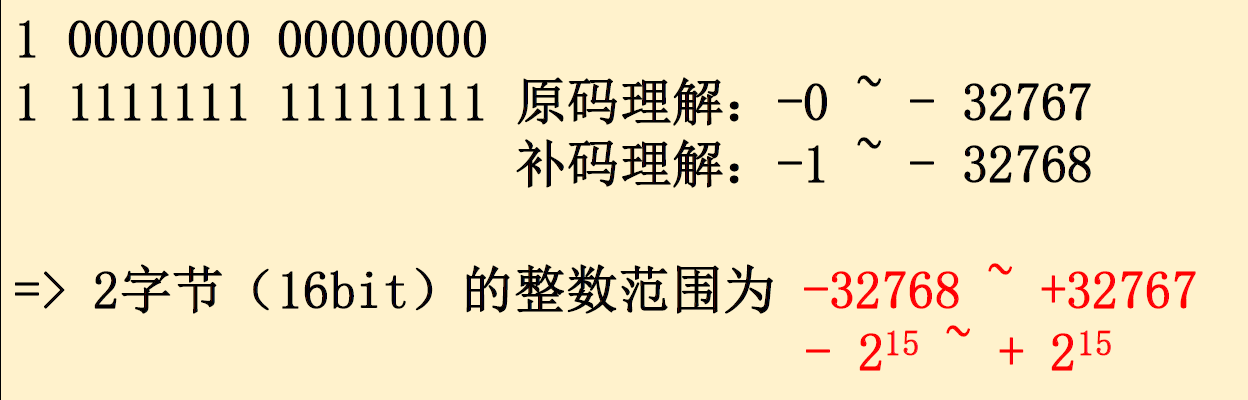 1 0000000 00000000
1 1111111 11111111 原码理解：-0 ~ - 32767
补码理解：-1 ~ - 32768
=> 2字节（16bit）的整数范围为 -32768 ~ +32767
- 2¹⁵ ~ + 2¹⁵